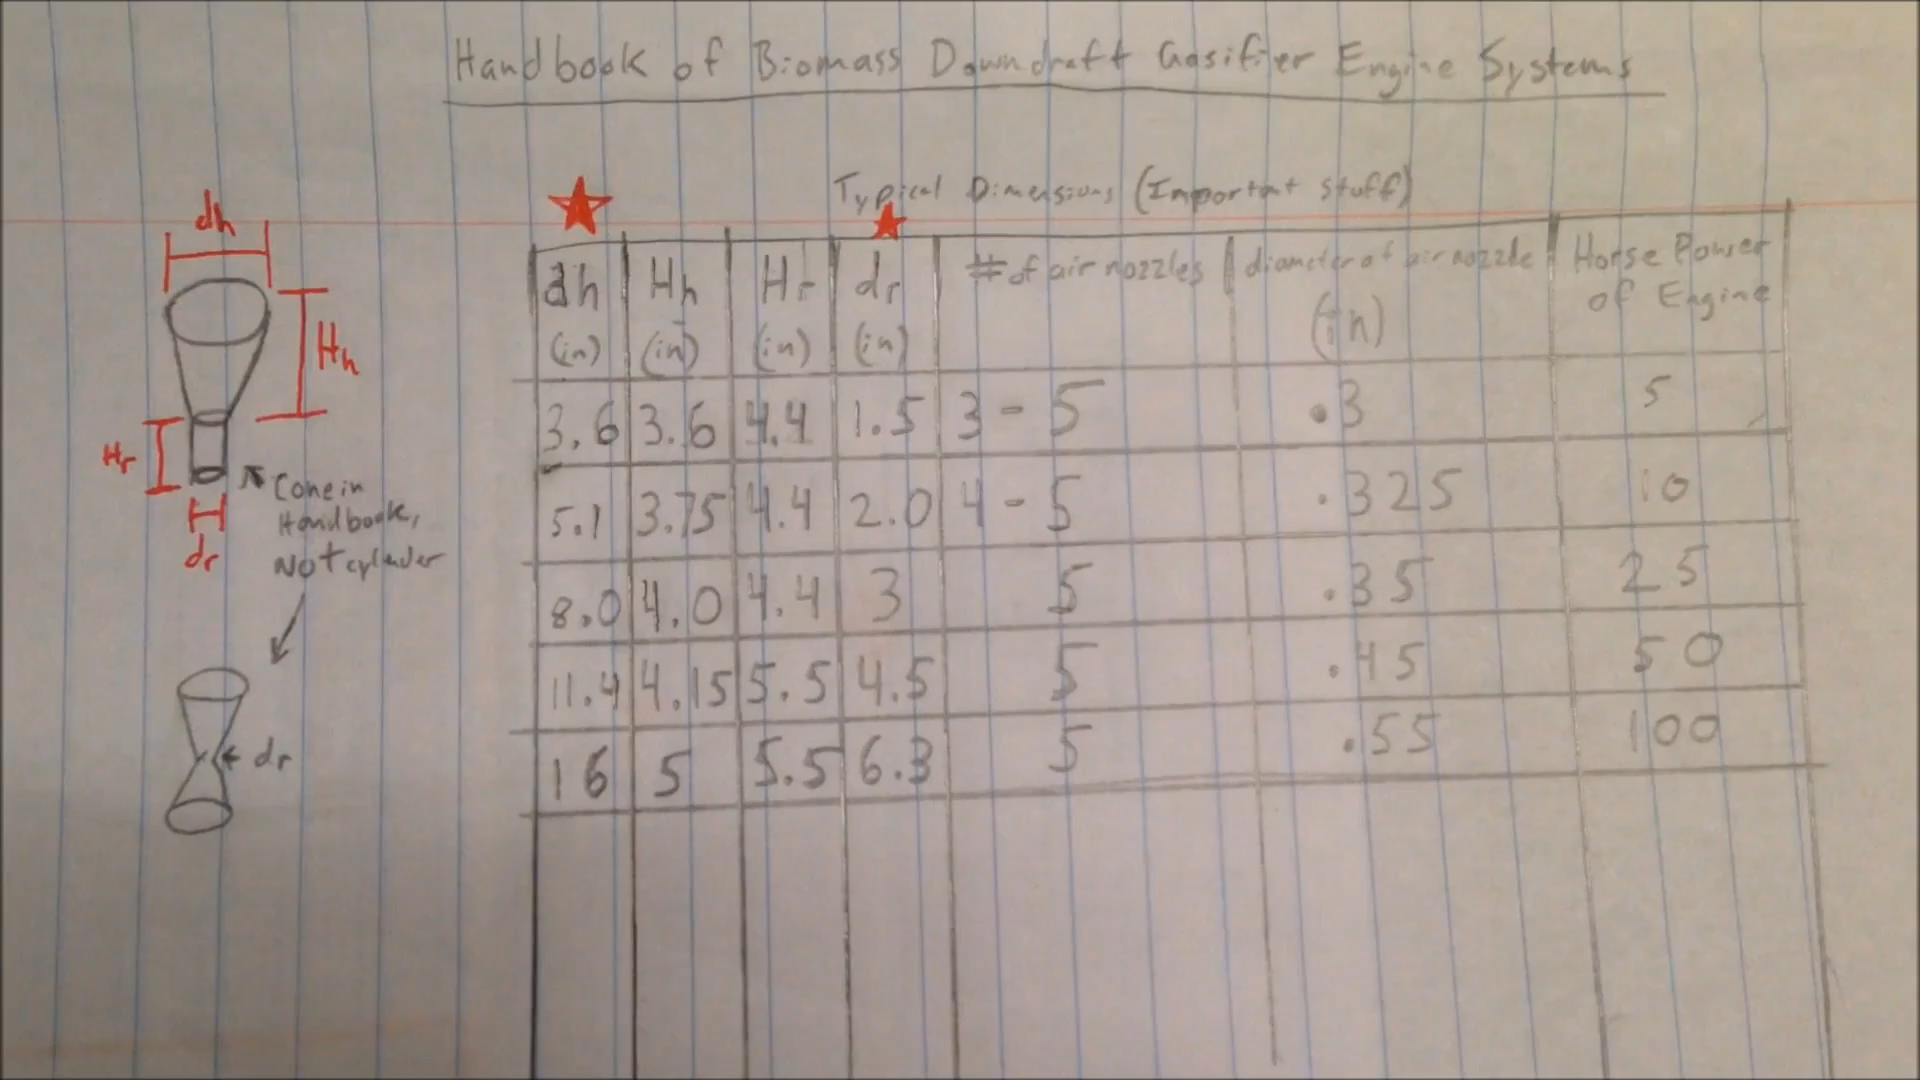 Handbook of Biomass Downdraft Gasifier Engine Systems
Typical Dimensions (Important stuff)
dh
Hh
Hr
dr
Cone in
Handbook,
Not cylinder
dr
dh Hh Hr dr # of air nozzles diameter of air nozzle Horse Power
(in) (in) (in) (in) (in) of Engine
3.6 3.6 4.4 1.5 3 - 5 .3 5
5.1 3.75 4.4 2.0 4 - 5 .325 10
8.0 4.0 4.4 3 5 .35 25
11.4 4.15 5.5 4.5 5 .45 50
16 5 5.5 6.3 5 .55 100